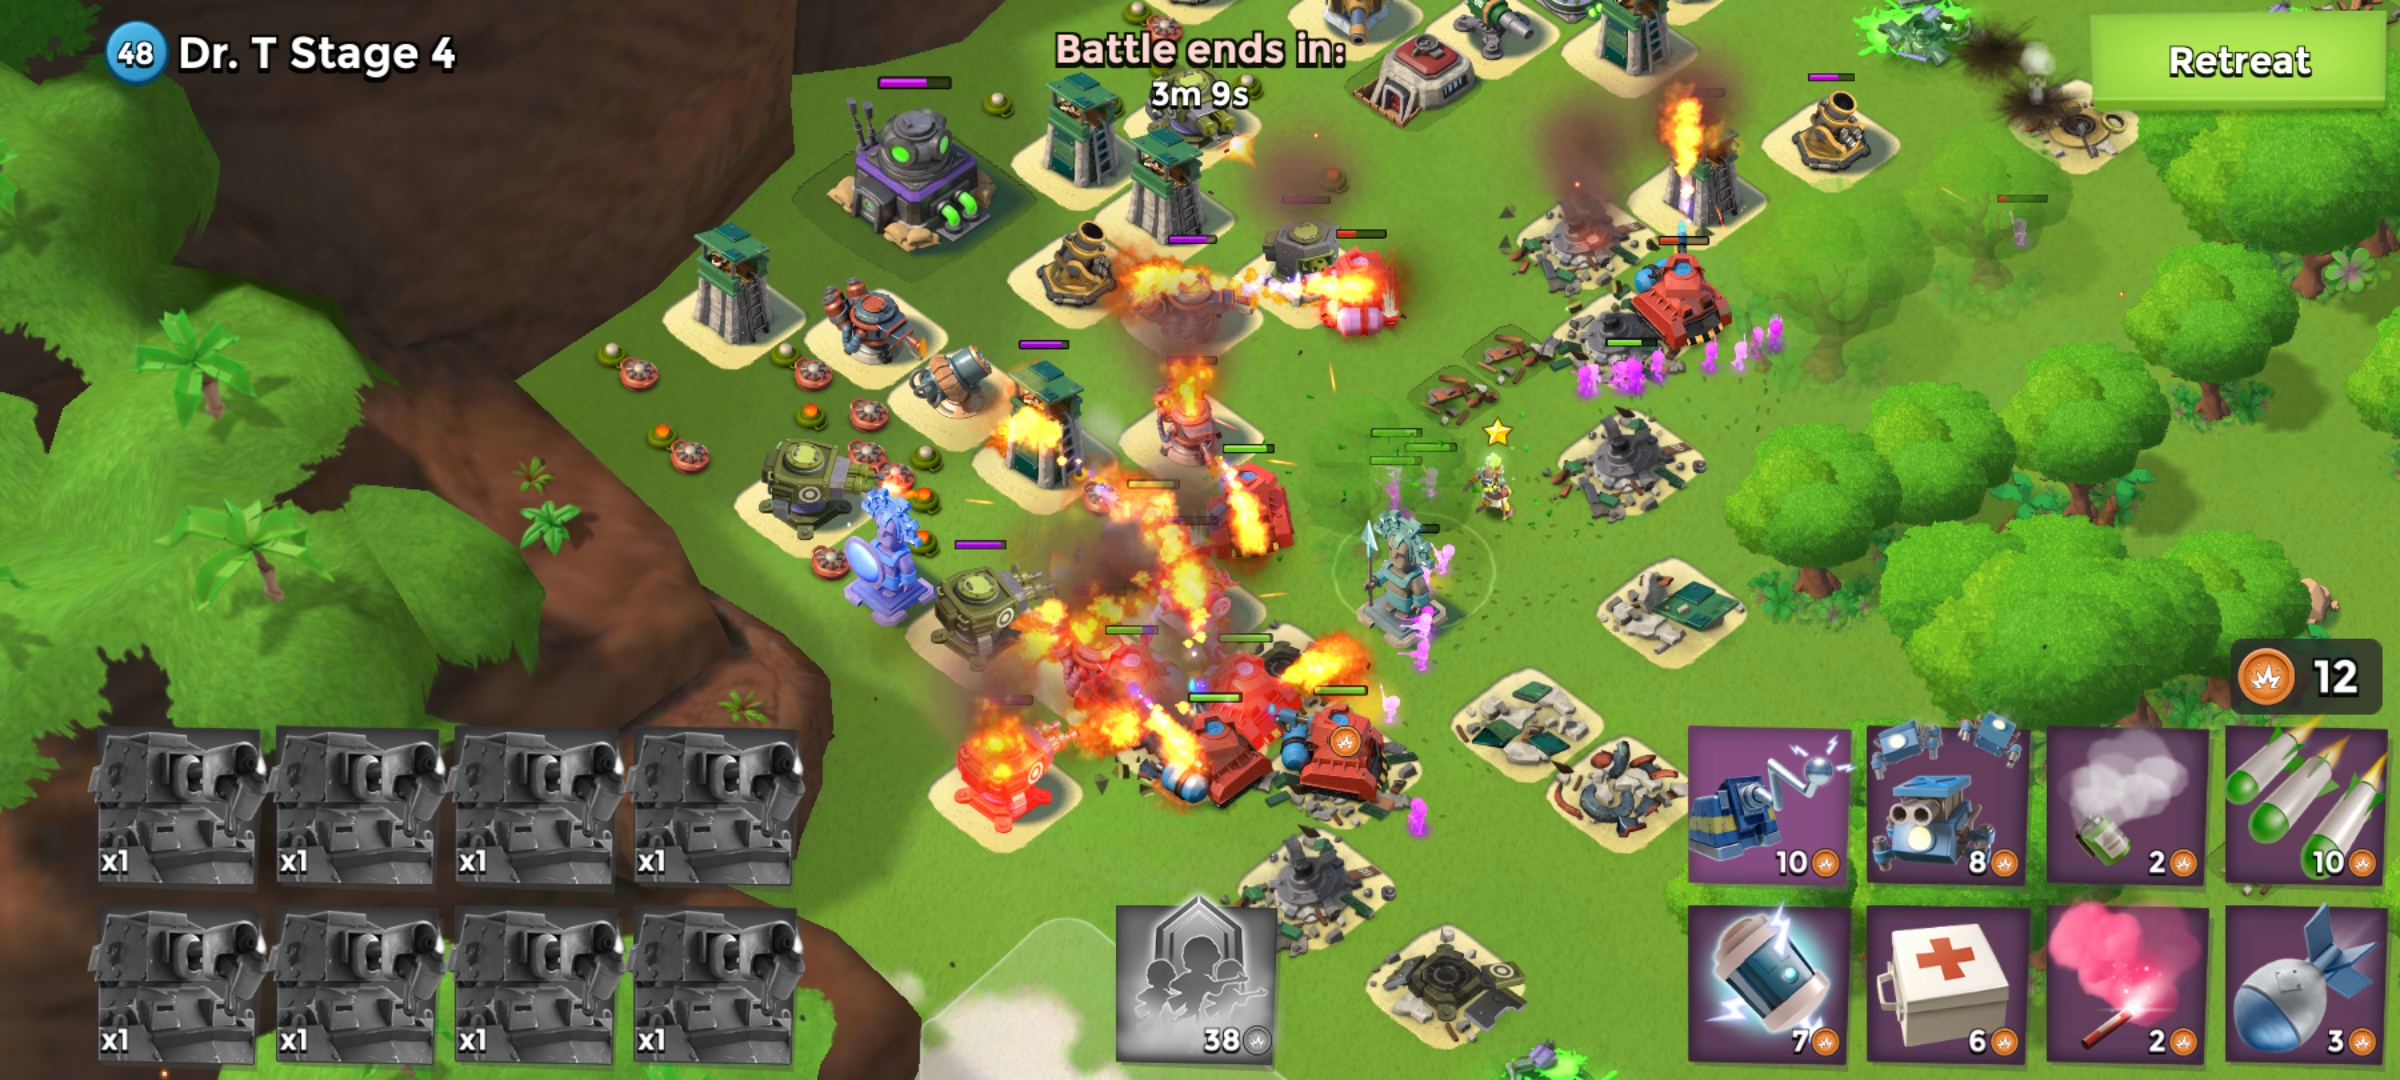 48 Dr. T Stage 4
Battle ends in:
3m 9s
Retreat
12
x1 x1 x1 x1
10 8 2 10
x1 x1 x1 x1
38
7 6 2 3